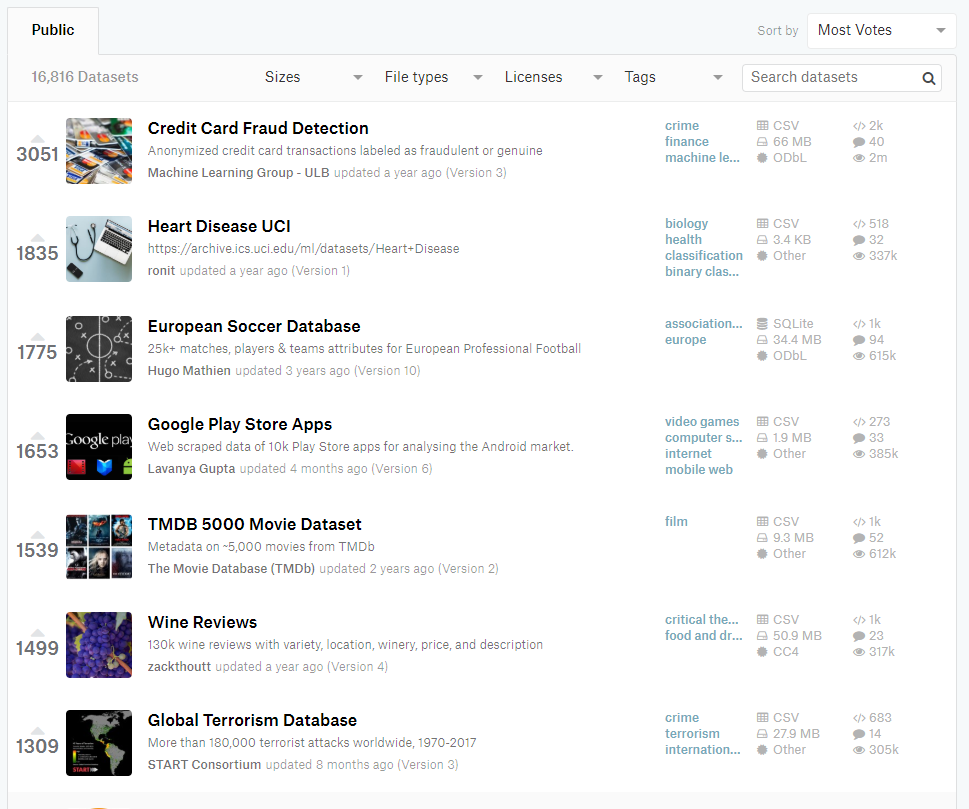 Public
Sort by Most Votes
16,816 Datasets Sizes File types Licenses Tags Search datasets
3051
Credit Card Fraud Detection
Anonymized credit card transactions labeled as fraudulent or genuine
Machine Learning Group - ULB updated a year ago (Version 3)
crime
finance
machine le...
CSV
66 MB
ODbL
2k
40
2m
1835
Heart Disease UCI
https://archive.ics.uci.edu/ml/datasets/Heart+Disease
ronit updated a year ago (Version 1)
biology
health
classification
binary clas...
CSV
3.4 KB
Other
518
32
337k
1775
European Soccer Database
25k+ matches, players & teams attributes for European Professional Football
Hugo Mathien updated 3 years ago (Version 10)
association...
europe
SQLite
34.4 MB
ODbL
1k
94
615k
1653
Google play
Google Play Store Apps
Web scraped data of 10k Play Store apps for analysing the Android market.
Lavanya Gupta updated 4 months ago (Version 6)
video games
computer s...
internet
mobile web
CSV
1.9 MB
Other
273
33
385k
1539
TMDB 5000 Movie Dataset
Metadata on ~5,000 movies from TMDb
The Movie Database (TMDb) updated 2 years ago (Version 2)
film
CSV
9.3 MB
Other
1k
52
612k
1499
Wine Reviews
130k wine reviews with variety, location, winery, price, and description
zackthoutt updated a year ago (Version 4)
critical the...
food and dr...
CSV
50.9 MB
CC4
1k
23
317k
1309
START
Global Terrorism Database
More than 180,000 terrorist attacks worldwide, 1970-2017
START Consortium updated 8 months ago (Version 3)
crime
terrorism
internation...
CSV
27.9 MB
Other
683
14
305k